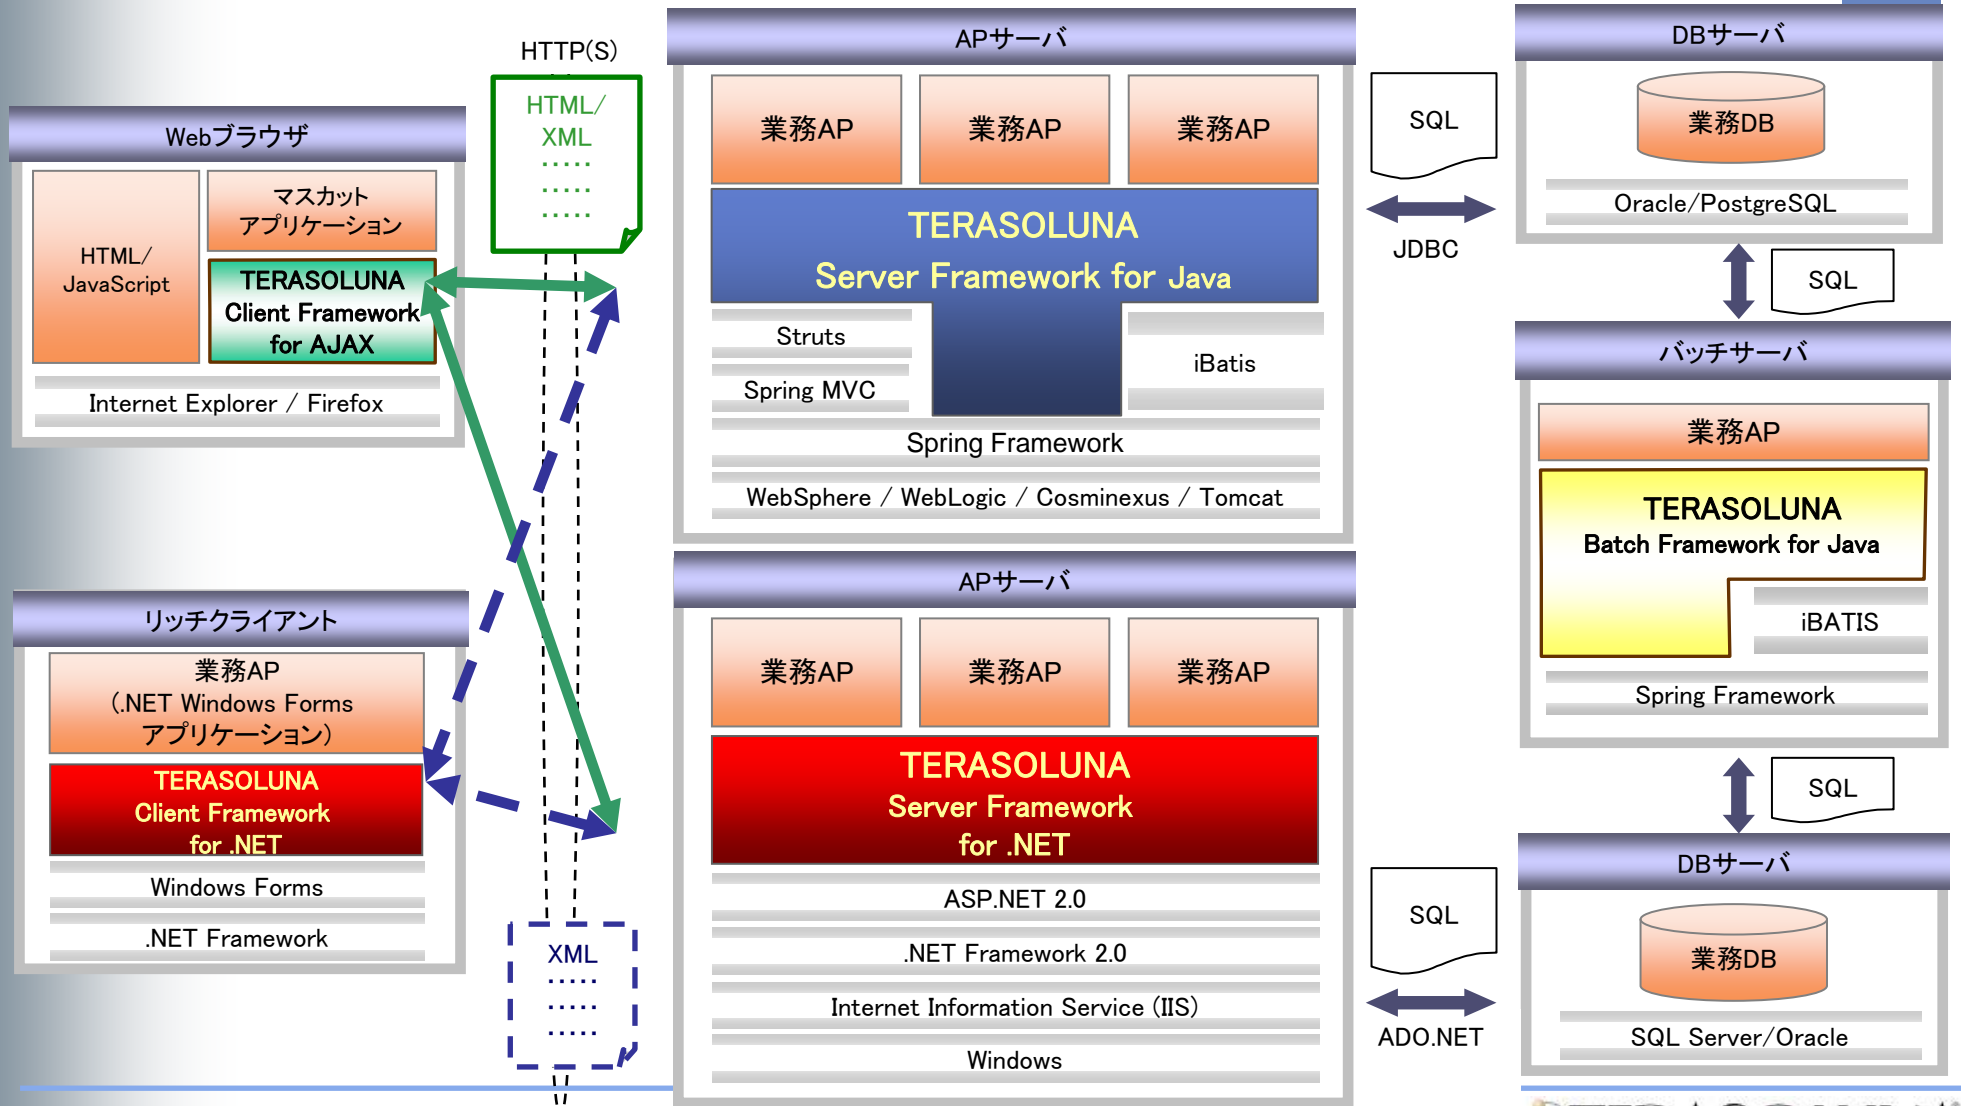 Webブラウザ
HTML/
JavaScript
マスカット
アプリケーション
TERASOLUNA
Client Framework
for AJAX
Internet Explorer / Firefox
リッチクライアント
業務AP
(.NET Windows Forms
アプリケーション)
TERASOLUNA
Client Framework
for .NET
Windows Forms
.NET Framework
HTTP(S)
HTML/
XML
.....
.....
.....
XML
.....
.....
.....
APサーバ
業務AP
業務AP
業務AP
TERASOLUNA
Server Framework for Java
Struts
Spring MVC
iBatis
Spring Framework
WebSphere / WebLogic / Cosminexus / Tomcat
APサーバ
業務AP
業務AP
業務AP
TERASOLUNA
Server Framework
for .NET
ASP.NET 2.0
.NET Framework 2.0
Internet Information Service (IIS)
Windows
SQL
JDBC
SQL
ADO.NET
DBサーバ
業務DB
Oracle/PostgreSQL
SQL
バッチサーバ
業務AP
TERASOLUNA
Batch Framework for Java
iBATIS
Spring Framework
SQL
DBサーバ
業務DB
SQL Server/Oracle